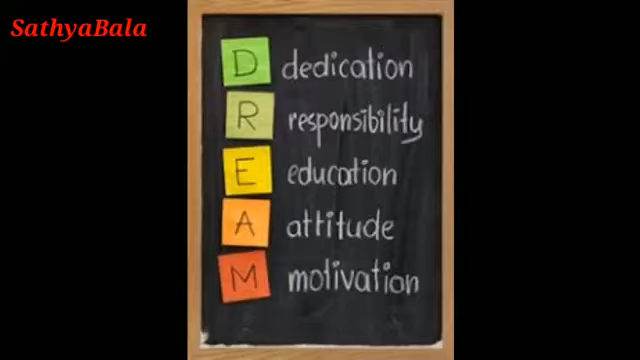 SathyaBala
D dedication
R responsibility
E education
A attitude
M motivation